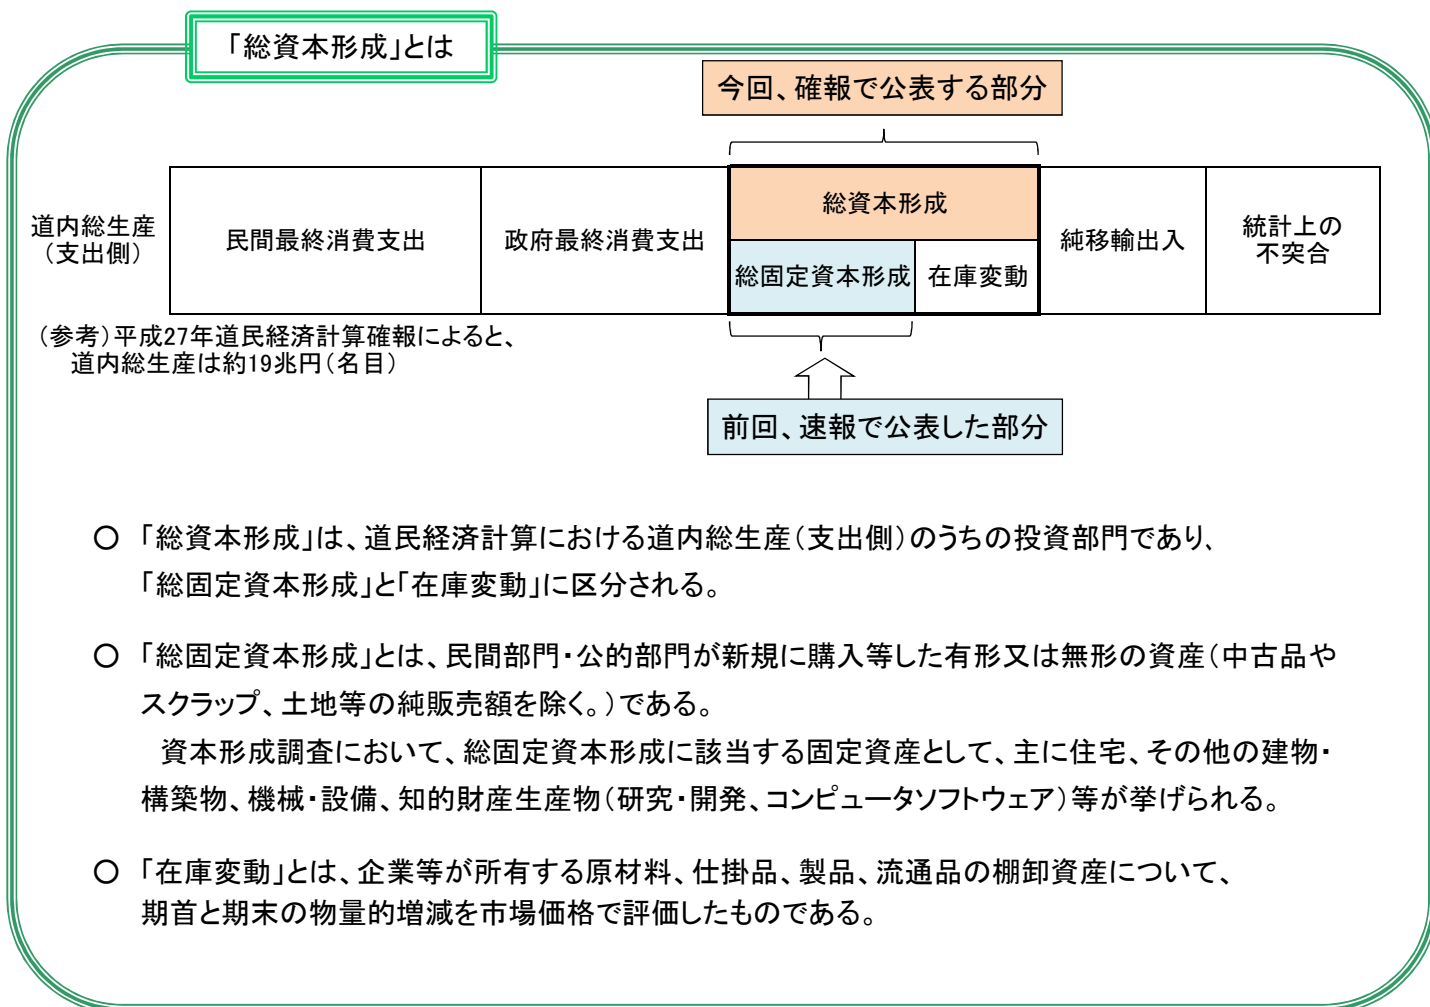 「総資本形成」とは
今回、確報で公表する部分
道内総生産
（支出側）
民間最終消費支出
政府最終消費支出
総資本形成
総固定資本形成
在庫変動
純移輸出入
統計上の
不突合
（参考）平成27年道民経済計算確報によると、
道内総生産は約19兆円（名目）
前回、速報で公表した部分
○ 「総資本形成」は、道民経済計算における道内総生産（支出側）のうちの投資部門であり、
「総固定資本形成」と「在庫変動」に区分される。
○ 「総固定資本形成」とは、民間部門・公的部門が新規に購入等した有形又は無形の資産（中古品や
スクラップ、土地等の純販売額を除く。）である。
資本形成調査において、総固定資本形成に該当する固定資産として、主に住宅、その他の建物・
構築物、機械・設備、知的財産生産物（研究・開発、コンピュータソフトウェア）等が挙げられる。
○ 「在庫変動」とは、企業等が所有する原材料、仕掛品、製品、流通品の棚卸資産について、
期首と期末の物量的増減を市場価格で評価したものである。